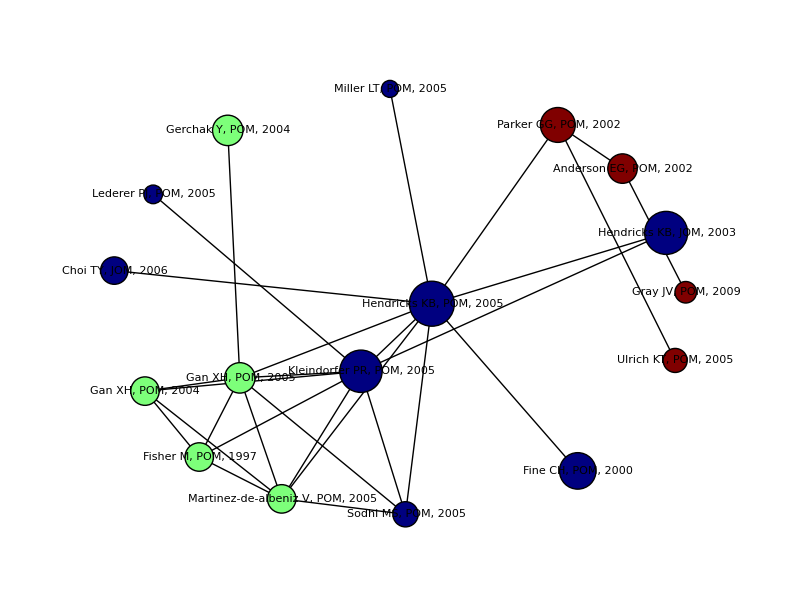 Miller LT, POM, 2005
Parker GG, POM, 2002
Gerchak Y, POM, 2004
Anderson EG, POM, 2002
Lederer PJ, POM, 2005
Hendricks KB, JOM, 2003
Choi TY, JOM, 2006
Gray JV, POM, 2009
Hendricks KB, POM, 2005
Ulrich KT, POM, 2005
Kleindorfer PR, POM, 2005
Gan XH, POM, 2005
Gan XH, POM, 2004
Fisher M, POM, 1997
Fine CH, POM, 2000
Martinez-de-albeniz V, POM, 2005
Sodhi MS, POM, 2005